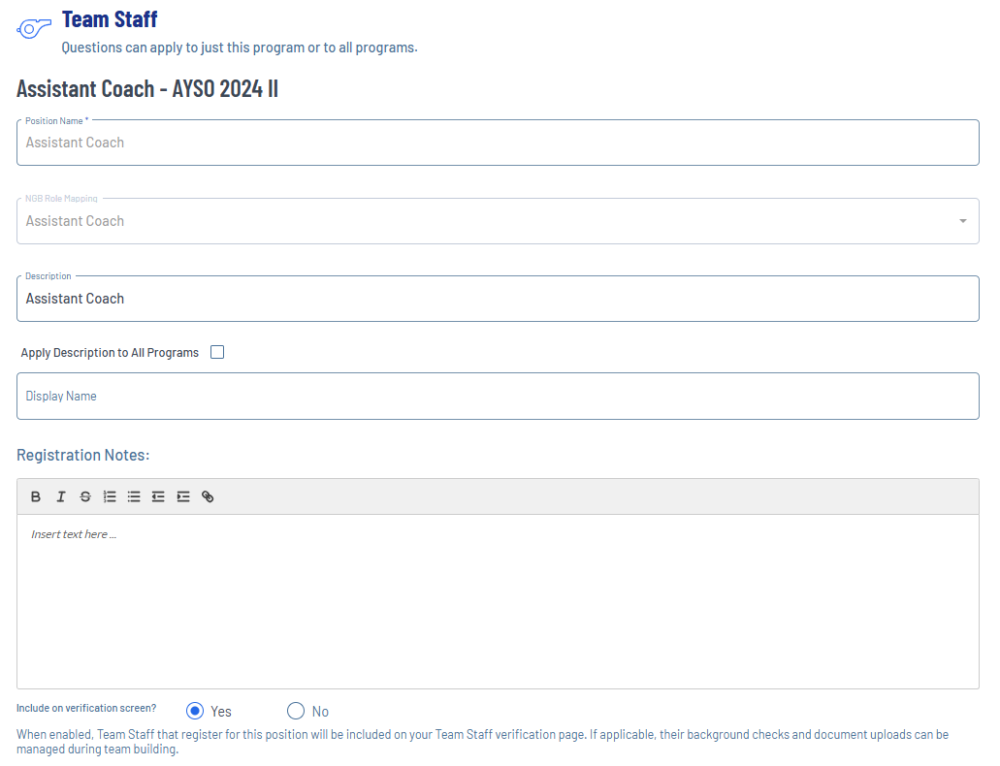 Team Staff
Questions can apply to just this program or to all programs.
Assistant Coach - AYSO 2024 II
Position Name *
Assistant Coach
NGB Role Mapping
Assistant Coach
Description
Assistant Coach
Apply Description to All Programs
Display Name
Registration Notes:
B I S
Insert text here ...
Include on verification screen? Yes No
When enabled, Team Staff that register for this position will be included on your Team Staff verification page. If applicable, their background checks and document uploads can be
managed during team building.